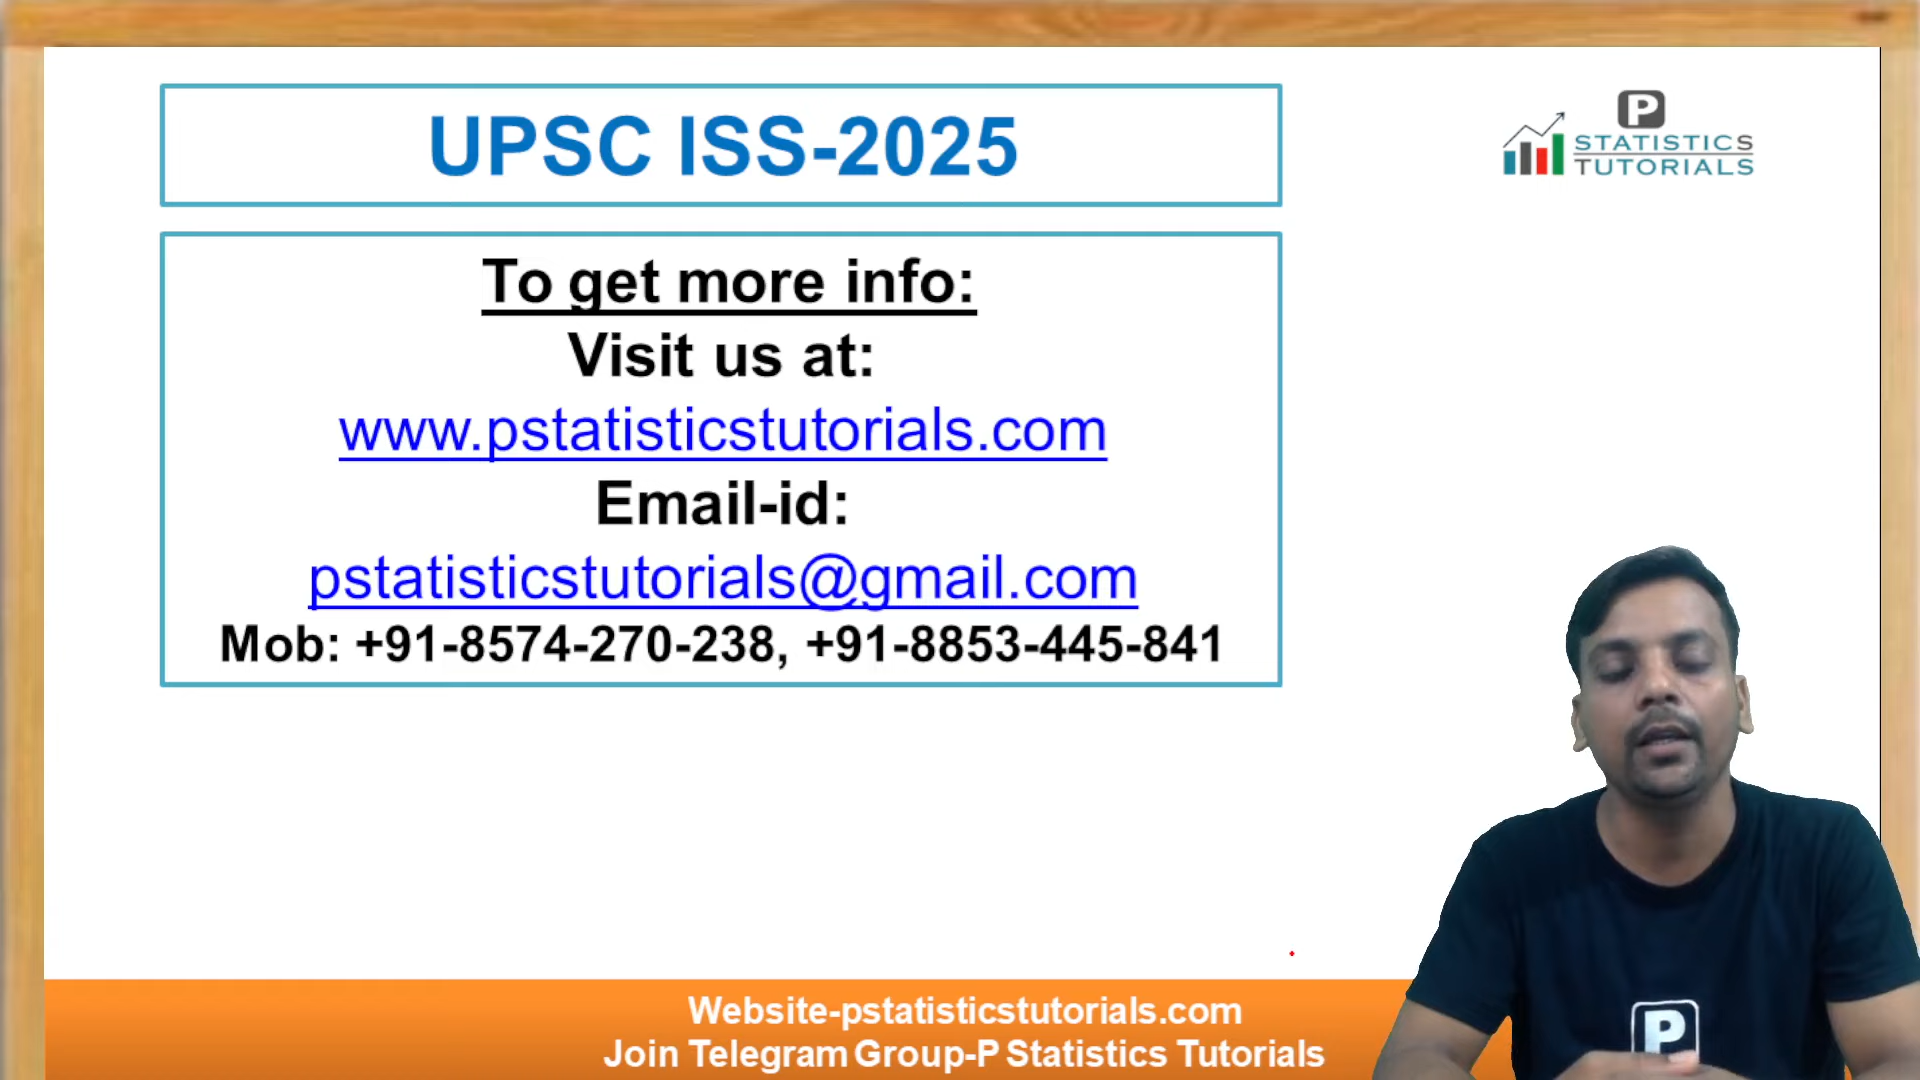 UPSC ISS-2025
P
STATISTICS
TUTORIALS
To get more info:
Visit us at:
www.pstatisticstutorials.com
Email-id:
pstatisticstutorials@gmail.com
Mob: +91-8574-270-238, +91-8853-445-841
P
Website-pstatisticstutorials.com
Join Telegram Group-P Statistics Tutorials